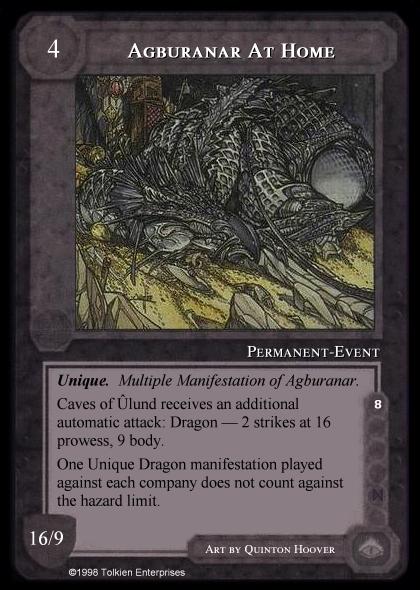 4
AGBURANAR AT HOME
PERMANENT-EVENT
Unique. Multiple Manifestation of Agburanar.
Caves of Ûlund receives an additional
automatic attack: Dragon — 2 strikes at 16
prowess, 9 body.
8
One Unique Dragon manifestation played
against each company does not count against
the hazard limit.
16/9
ART BY QUINTON HOOVER
©1998 Tolkien Enterprises